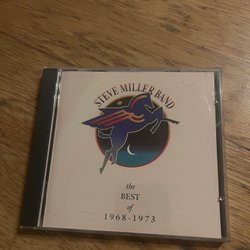 STEVE MILLER BAND
the
BEST
of
1968-1973